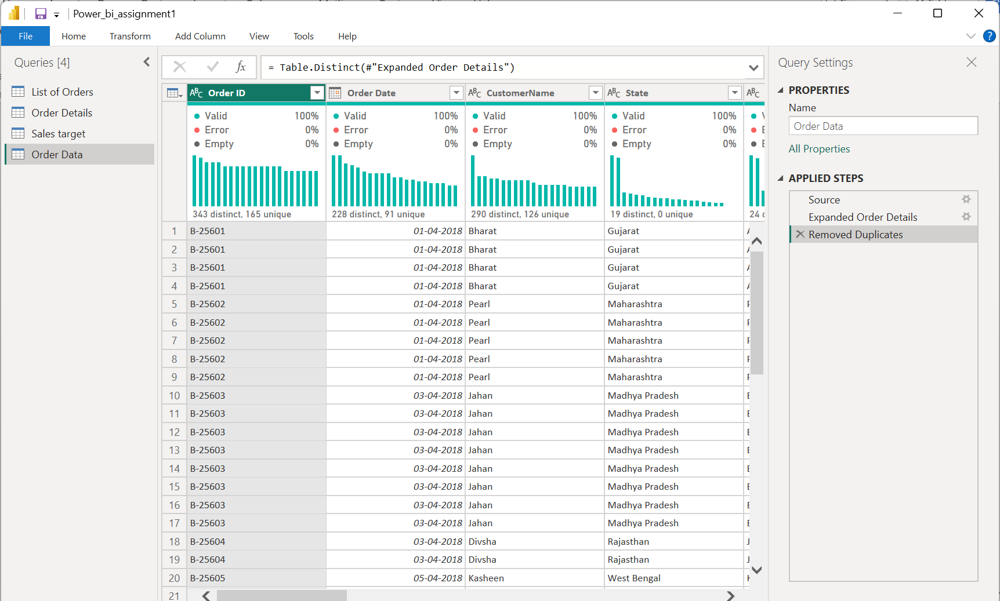 Power_bi_assignment1
File Home Transform Add Column View Tools Help
?
Queries [4]
List of Orders
Order Details
Sales target
Order Data
fx = Table.Distinct(#"Expanded Order Details")
ABC Order ID Order Date ABC CustomerName ABC State ABC
Valid 100% Valid 100% Valid 100% Valid 100%
Error 0% Error 0% Error 0% Error 0%
Empty 0% Empty 0% Empty 0% Empty 0%
343 distinct, 165 unique 228 distinct, 91 unique 290 distinct, 126 unique 19 distinct, 0 unique 24
1 B-25601 01-04-2018 Bharat Gujarat
2 B-25601 01-04-2018 Bharat Gujarat
3 B-25601 01-04-2018 Bharat Gujarat
4 B-25601 01-04-2018 Bharat Gujarat
5 B-25602 01-04-2018 Pearl Maharashtra
6 B-25602 01-04-2018 Pearl Maharashtra
7 B-25602 01-04-2018 Pearl Maharashtra
8 B-25602 01-04-2018 Pearl Maharashtra
9 B-25602 01-04-2018 Pearl Maharashtra
10 B-25603 03-04-2018 Jahan Madhya Pradesh
11 B-25603 03-04-2018 Jahan Madhya Pradesh
12 B-25603 03-04-2018 Jahan Madhya Pradesh
13 B-25603 03-04-2018 Jahan Madhya Pradesh
14 B-25603 03-04-2018 Jahan Madhya Pradesh
15 B-25603 03-04-2018 Jahan Madhya Pradesh
16 B-25603 03-04-2018 Jahan Madhya Pradesh
17 B-25603 03-04-2018 Jahan Madhya Pradesh
18 B-25604 03-04-2018 Divsha Rajasthan
19 B-25604 03-04-2018 Divsha Rajasthan
20 B-25605 05-04-2018 Kasheen West Bengal
21
Query Settings
PROPERTIES
Name
Order Data
All Properties
APPLIED STEPS
Source
Expanded Order Details
Removed Duplicates